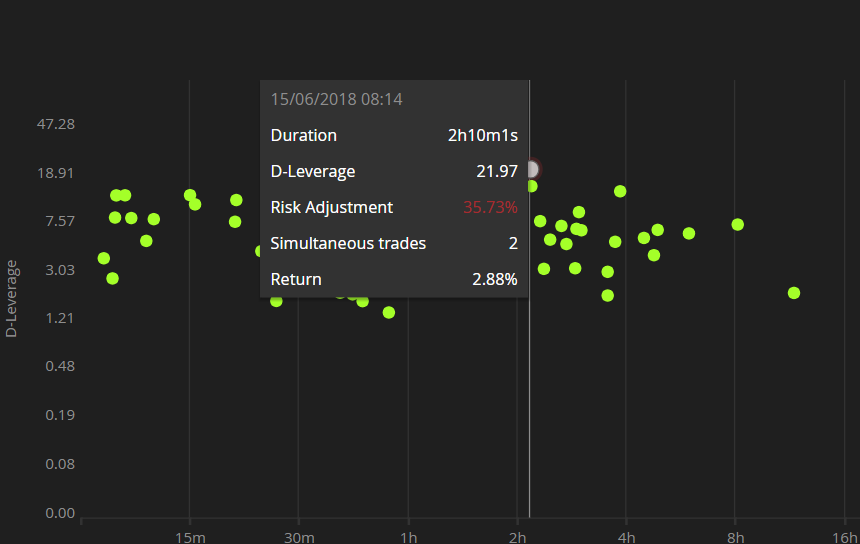 15/06/2018 08:14
Duration 2h10m1s
D-Leverage 21.97
Risk Adjustment 35.73%
Simultaneous trades 2
Return 2.88%
47.28
18.91
7.57
3.03
1.21
0.48
0.19
0.08
0.00
D-Leverage
15m 30m 1h 2h 4h 8h 16h